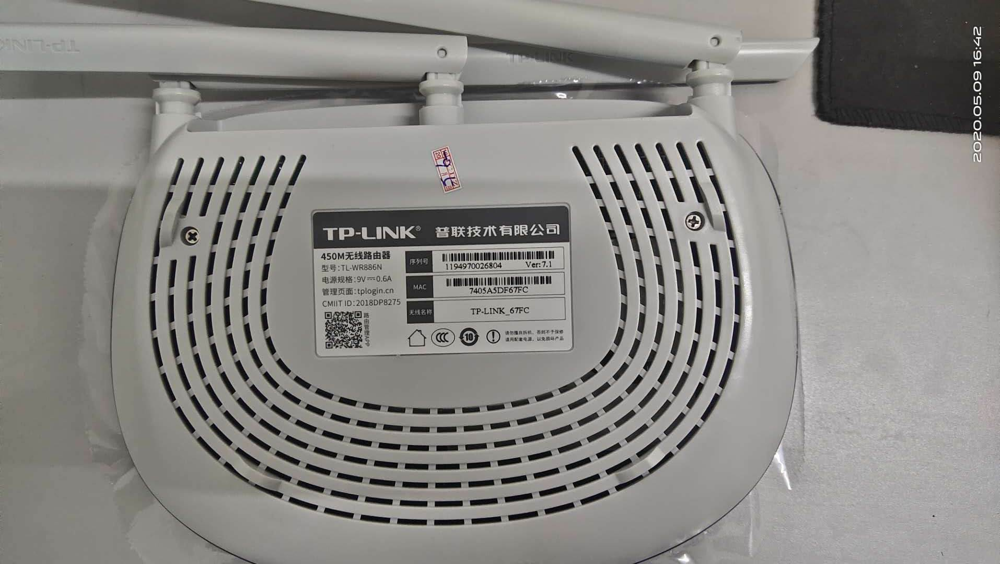 TP-LINK
TP-LINK
2020.05.09 16:42
TP-LINK® 普联技术有限公司
450M无线路由器
型号:TL-WR886N
电源规格:9V⎓0.6A
管理页面:tplogin.cn
CMIIT ID:2018DP8275
路由管理APP
序列号
1194970026804 Ver:7.1
MAC
7405A5DF67FC
无线名称
TP-LINK_67FC
10
请勿擅自拆机，否则不予保修
请用配套电源，以免损坏产品